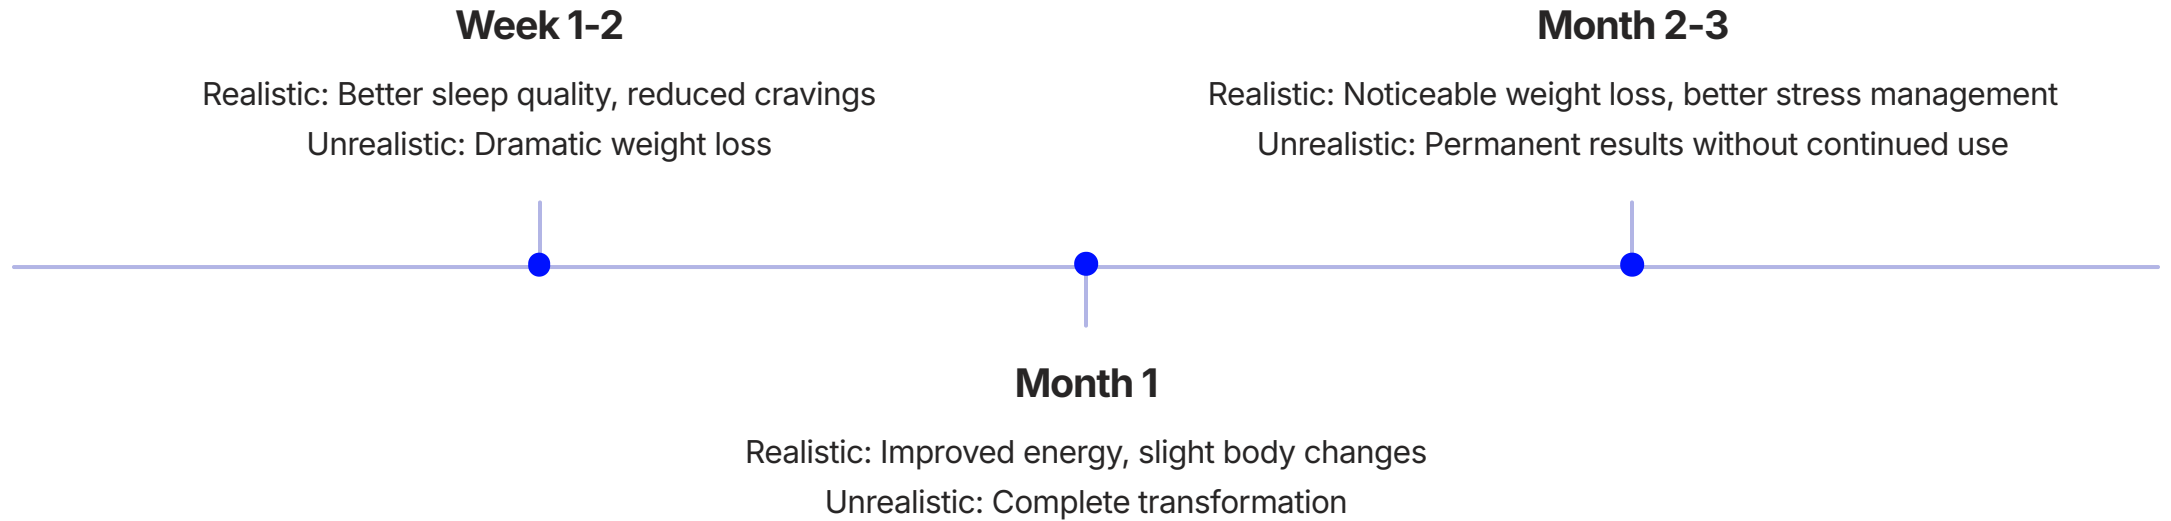 Week 1-2
Realistic: Better sleep quality, reduced cravings
Unrealistic: Dramatic weight loss
Month 1
Realistic: Improved energy, slight body changes
Unrealistic: Complete transformation
Month 2-3
Realistic: Noticeable weight loss, better stress management
Unrealistic: Permanent results without continued use